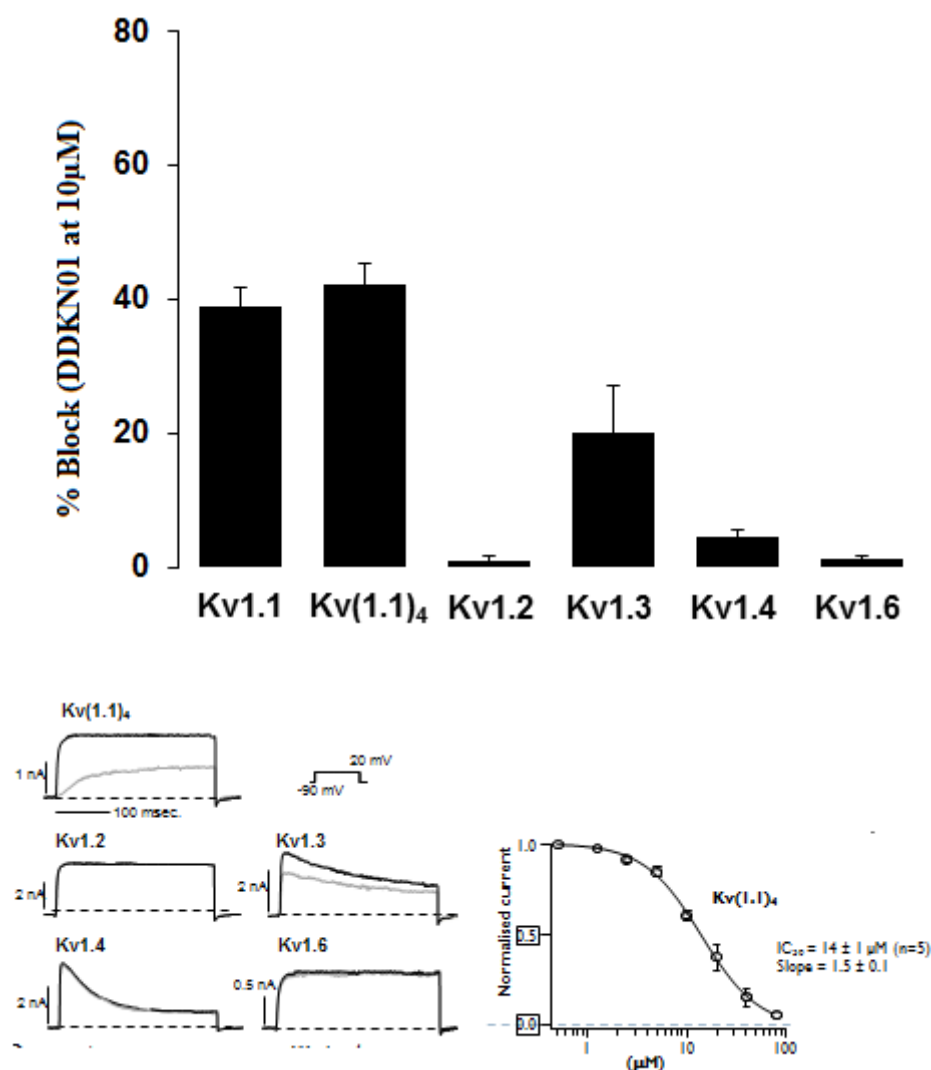 % Block (DDKN01 at 10µM)
80
60
40
20
0
Kv1.1 Kv(1.1)₄ Kv1.2 Kv1.3 Kv1.4 Kv1.6
Kv(1.1)₄
1 nA
100 msec.
20 mV
-90 mV
Kv1.2
2 nA
Kv1.3
2 nA
Kv1.4
2 nA
Kv1.6
0.5 nA
Normalised current
1.0
0.5
0.0
Kv(1.1)₄
IC₅₀ = 14 ± 1 µM (n=5)
Slope = 1.5 ± 0.1
1 10 100
(µM)